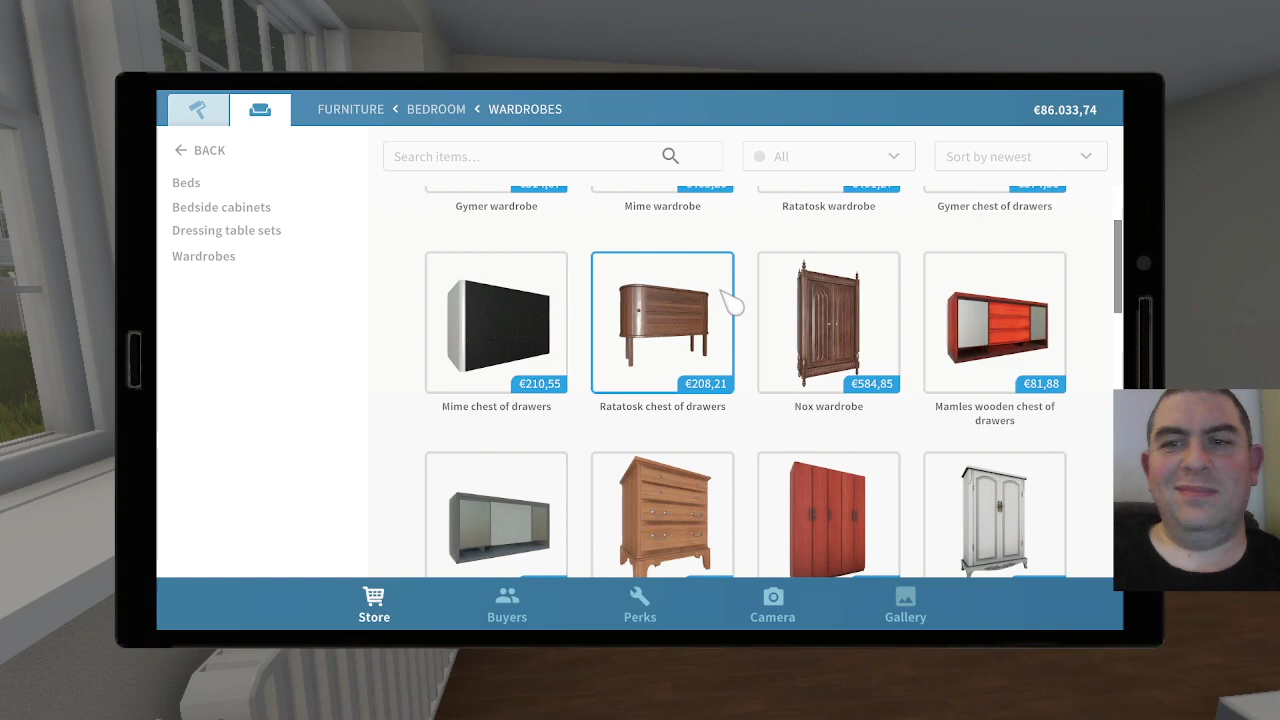 FURNITURE < BEDROOM < WARDROBES
€86.033,74
BACK
Search items...
All
Sort by newest
Beds
Bedside cabinets
Dressing table sets
Wardrobes
Gymer wardrobe
Mime wardrobe
Ratatosk wardrobe
Gymer chest of drawers
€210,55
€208,21
€584,85
€81,88
Mime chest of drawers
Ratatosk chest of drawers
Nox wardrobe
Mamles wooden chest of
drawers
Store
Buyers
Perks
Camera
Gallery